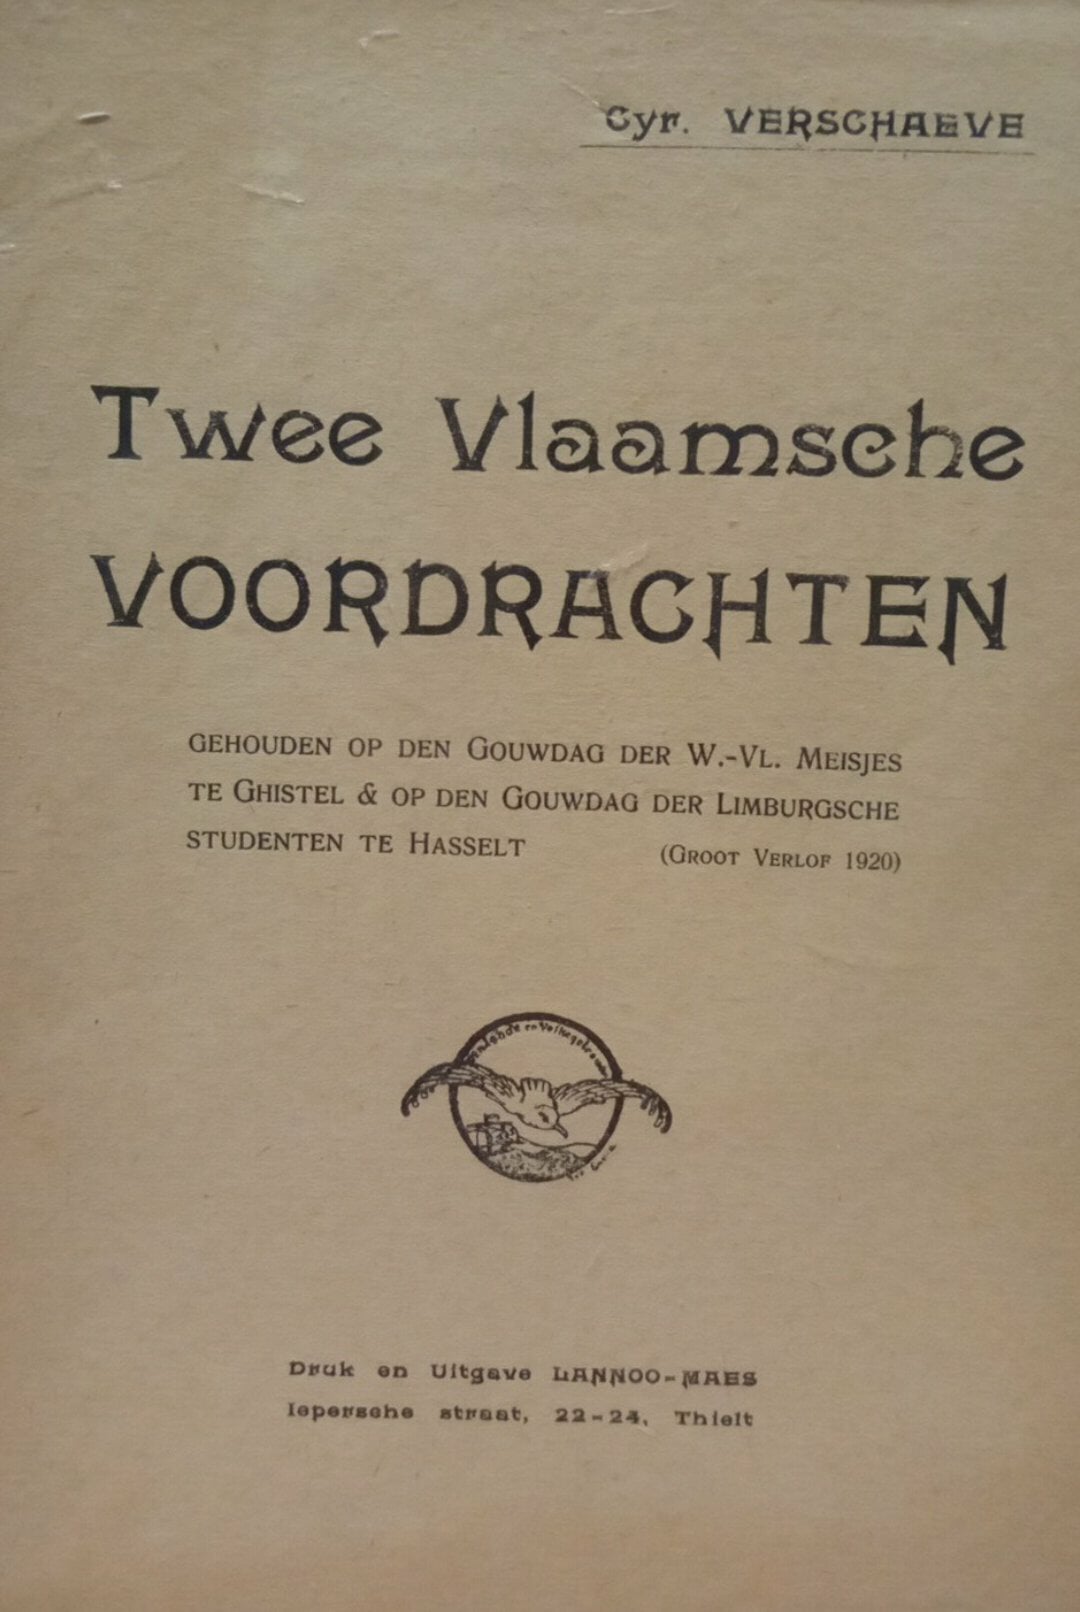 Cyr. VERSCHAEVE
Twee Vlaamsche
VOORDRACHTEN
GEHOUDEN OP DEN GOUWDAG DER W.-VL. MEISJES
TE GHISTEL & OP DEN GOUWDAG DER LIMBURGSCHE
STUDENTEN TE HASSELT (GROOT VERLOF 1920)
Druk en Uitgave LANNOO-MAES
Iepersche straat, 22-24, Thielt